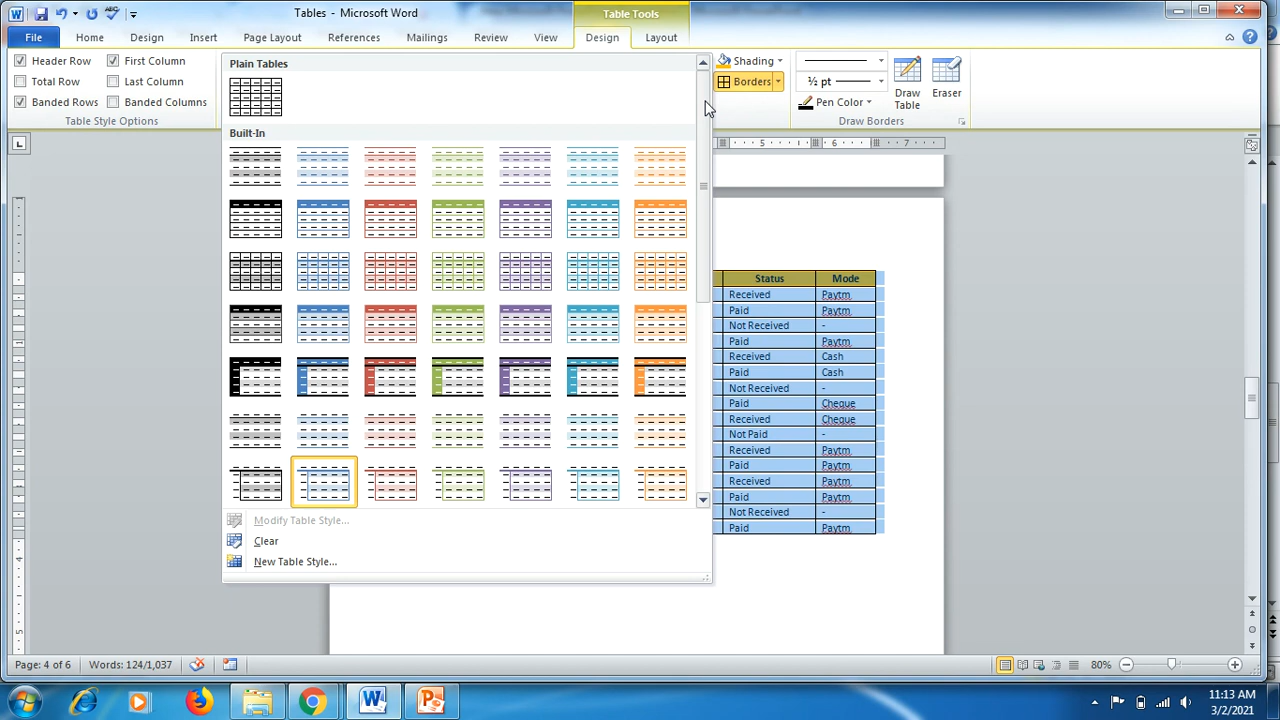 Tables - Microsoft Word
Table Tools
File
Home
Design
Insert
Page Layout
References
Mailings
Review
View
Design
Layout
Header Row
First Column
Total Row
Last Column
Banded Rows
Banded Columns
Table Style Options
Plain Tables
Built-In
Modify Table Style...
Clear
New Table Style...
Shading
Borders
½ pt
Pen Color
Draw
Table
Eraser
Draw Borders
5 6 7
Status Mode
Received Paytm
Paid Paytm
Not Received -
Paid Paytm
Received Cash
Paid Cash
Not Received -
Paid Cheque
Received Cheque
Not Paid -
Received Paytm
Paid Paytm
Received Paytm
Paid Paytm
Not Received -
Paid Paytm
Page: 4 of 6
Words: 124/1,037
80%
11:13 AM
3/2/2021